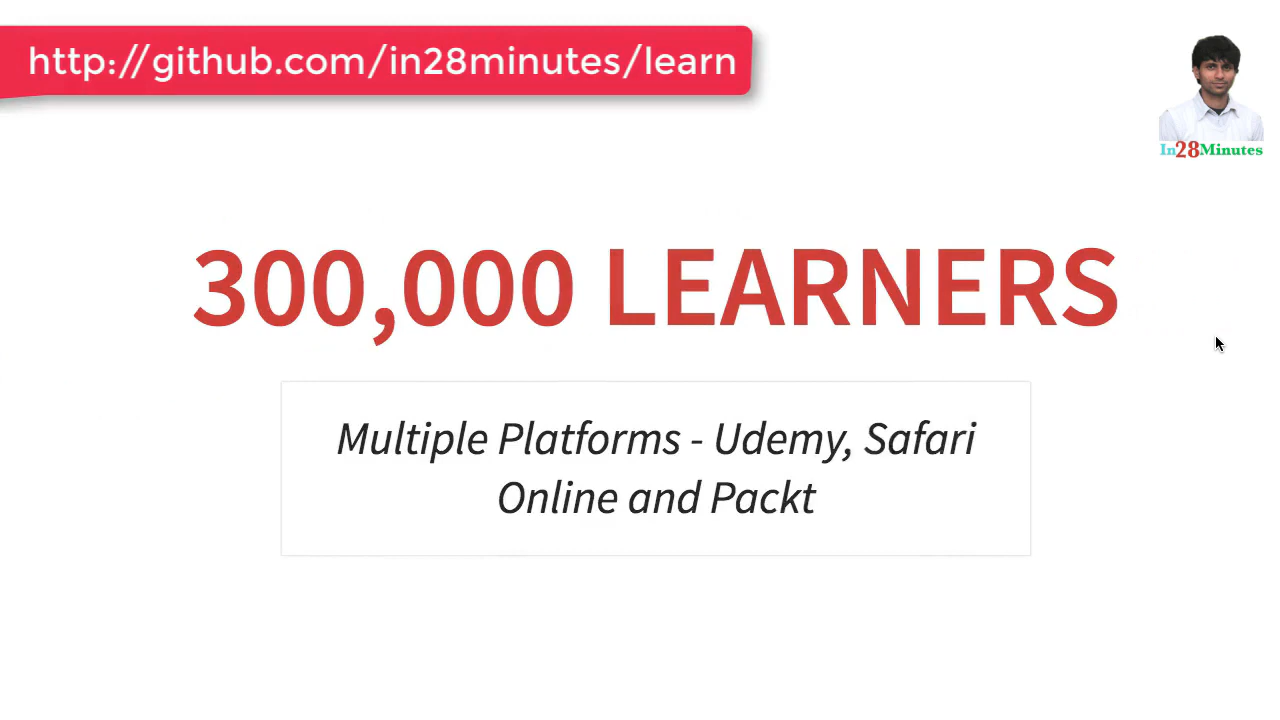 http://github.com/in28minutes/learn
In28Minutes
300,000 LEARNERS
Multiple Platforms - Udemy, Safari
Online and Packt